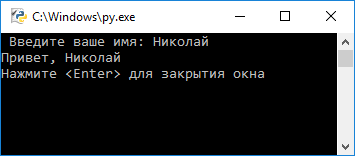 C:\Windows\py.exe
Введите ваше имя: Николай
Привет, Николай
Нажмите <Enter> для закрытия окна